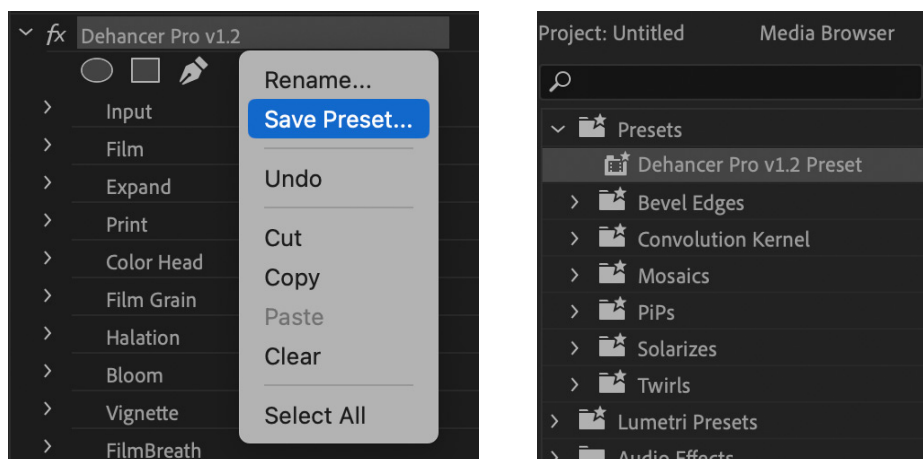 fx Dehancer Pro v1.2
Input
Film
Expand
Print
Color Head
Film Grain
Halation
Bloom
Vignette
FilmBreath
Rename...
Save Preset...
Undo
Cut
Copy
Paste
Clear
Select All
Project: Untitled
Media Browser
Presets
Dehancer Pro v1.2 Preset
Bevel Edges
Convolution Kernel
Mosaics
PiPs
Solarizes
Twirls
Lumetri Presets
Audio Effects